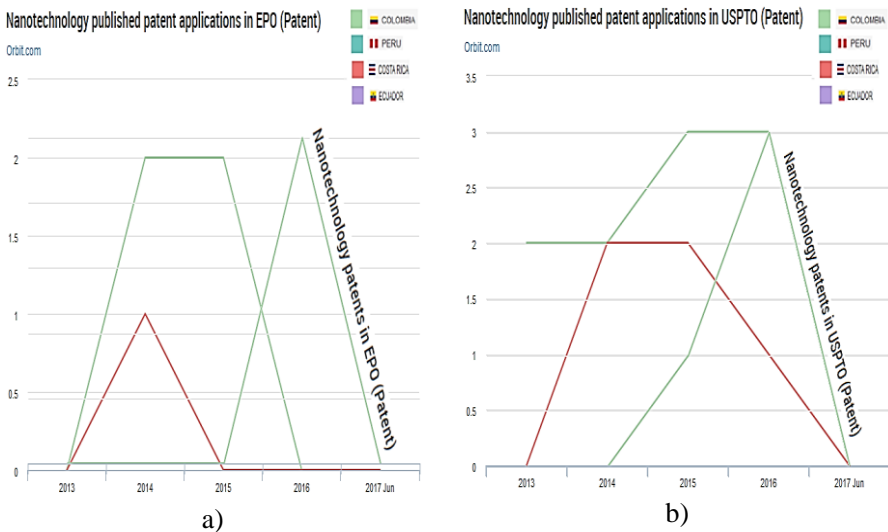 Nanotechnology published patent applications in EPO (Patent)
Orbit.com
COLOMBIA
PERU
COSTA RICA
ECUADOR
2.5
2
1.5
1
0.5
0
Nanotechnology patents in EPO (Patent)
2013 2014 2015 2016 2017 Jun
a)
Nanotechnology published patent applications in USPTO (Patent)
Orbit.com
COLOMBIA
PERU
COSTA RICA
ECUADOR
3.5
3
2.5
2
1.5
1
0.5
0
Nanotechnology patents in USPTO (Patent)
2013 2014 2015 2016 2017 Jun
b)